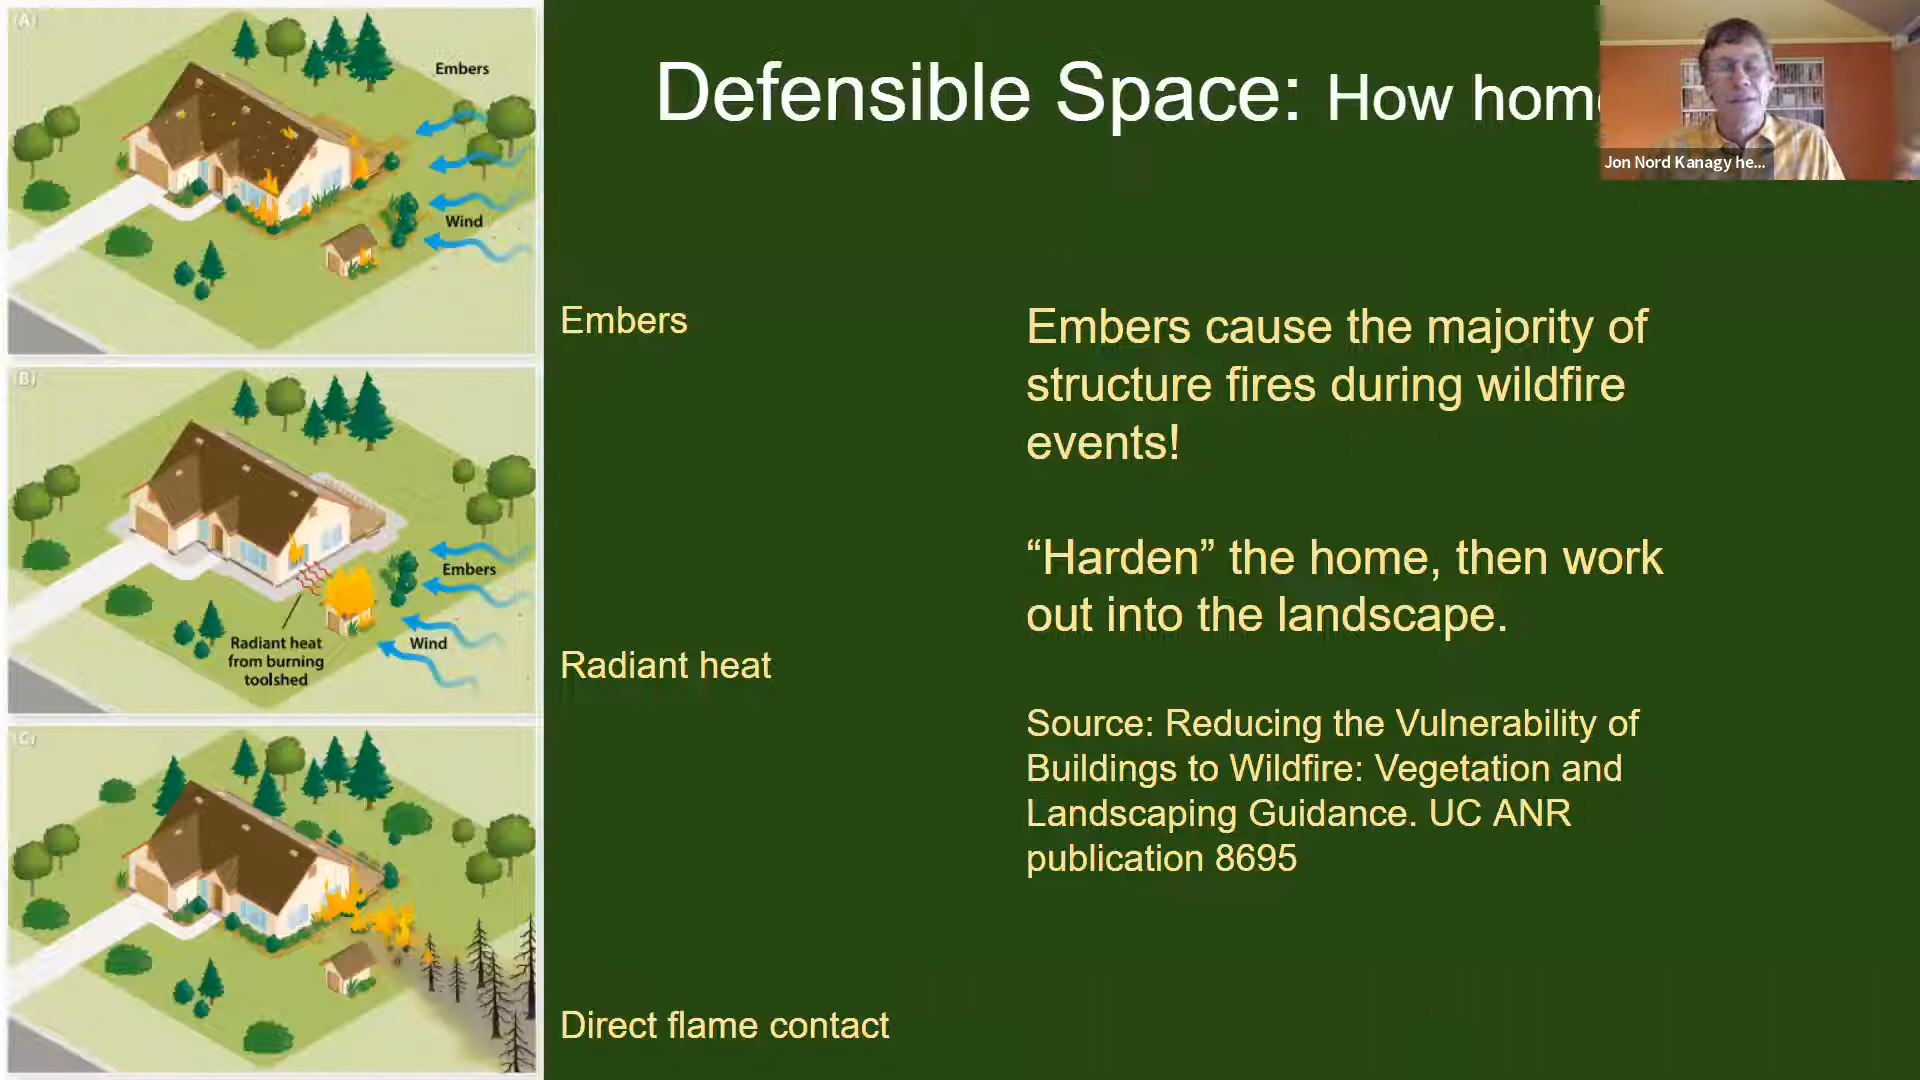 Defensible Space: How hom
Jon Nord Kanagy he...
(A)
Embers
Wind
Embers
Embers cause the majority of
structure fires during wildfire
events!
“Harden” the home, then work
out into the landscape.
(B)
Embers
Wind
Radiant heat
from burning
toolshed
Radiant heat
Source: Reducing the Vulnerability of
Buildings to Wildfire: Vegetation and
Landscaping Guidance. UC ANR
publication 8695
(C)
Direct flame contact